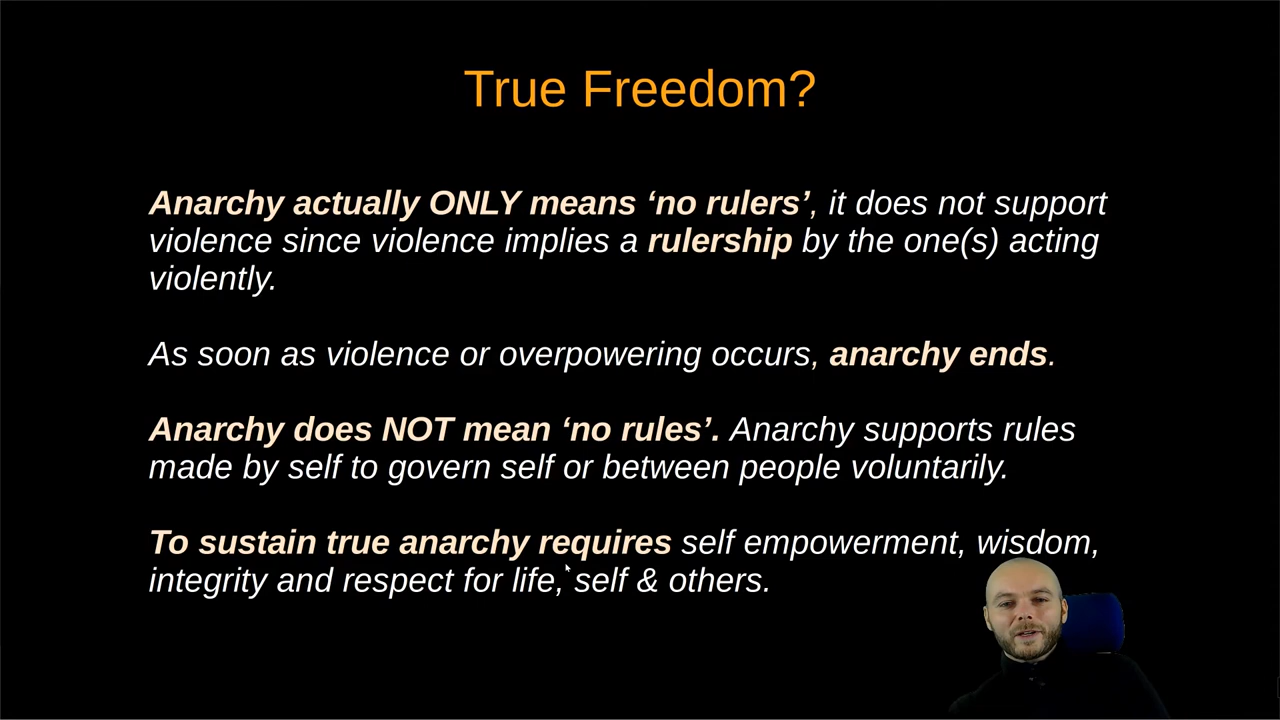 True Freedom?
Anarchy actually ONLY means ‘no rulers’, it does not support
violence since violence implies a rulership by the one(s) acting
violently.
As soon as violence or overpowering occurs, anarchy ends.
Anarchy does NOT mean ‘no rules’. Anarchy supports rules
made by self to govern self or between people voluntarily.
To sustain true anarchy requires self empowerment, wisdom,
integrity and respect for life, self & others.